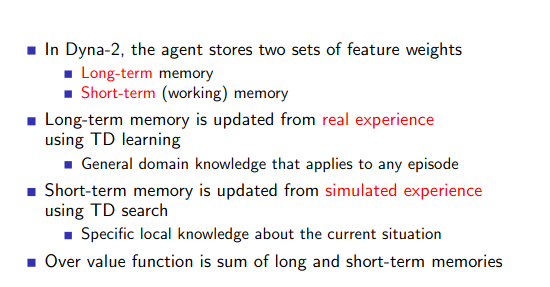 In Dyna-2, the agent stores two sets of feature weights
Long-term memory
Short-term (working) memory
Long-term memory is updated from real experience
using TD learning
General domain knowledge that applies to any episode
Short-term memory is updated from simulated experience
using TD search
Specific local knowledge about the current situation
Over value function is sum of long and short-term memories